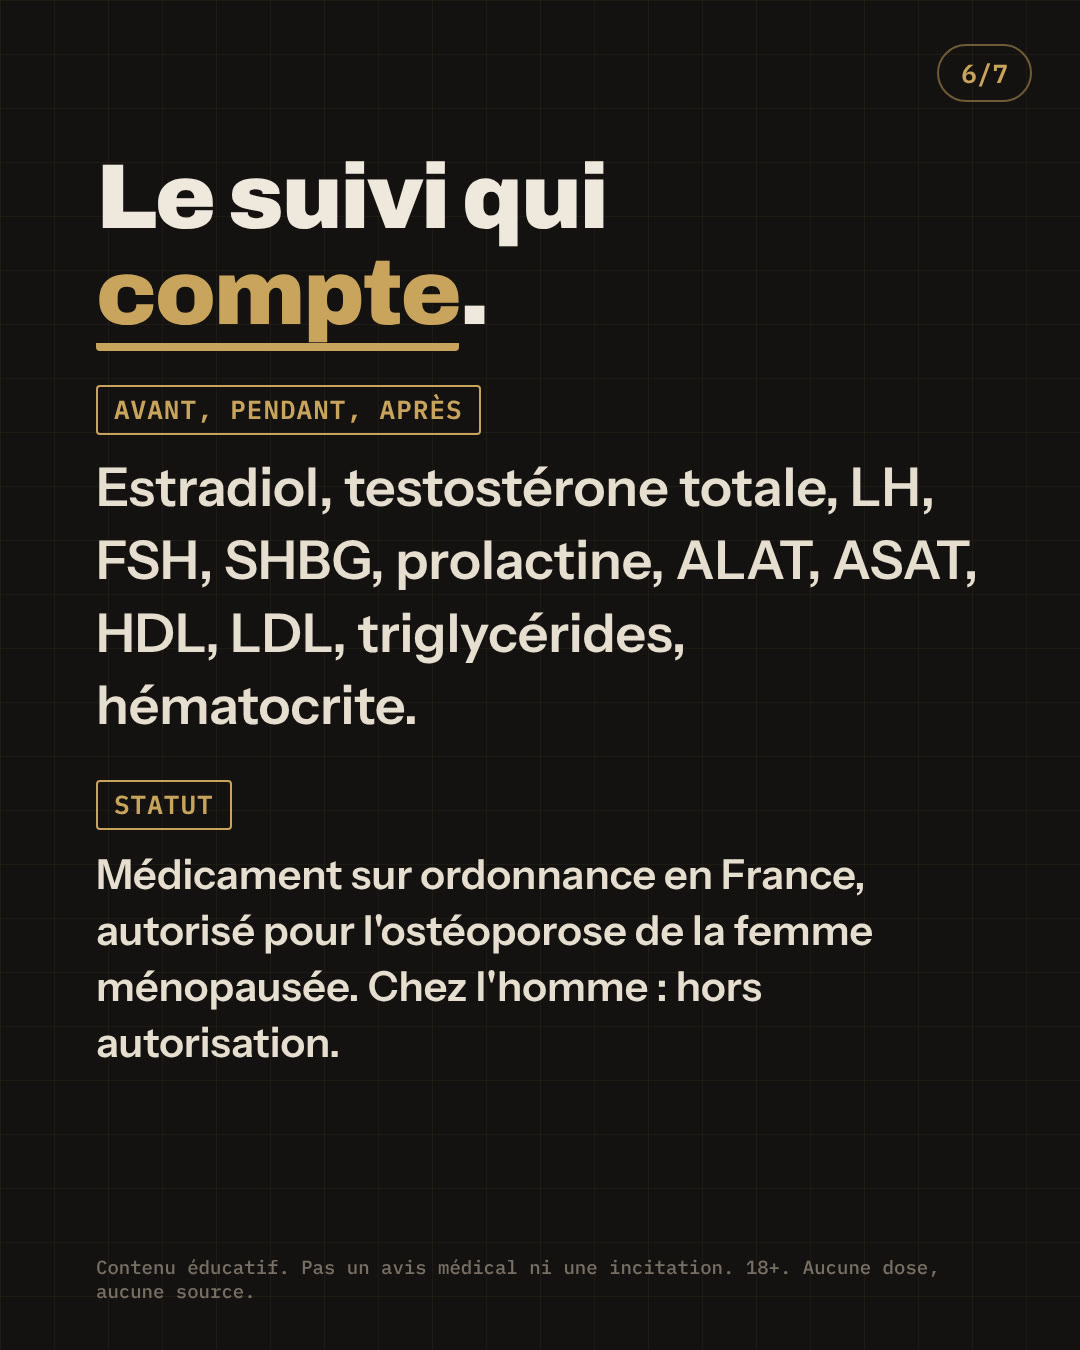 6/7
Le suivi qui
compte.
AVANT, PENDANT, APRÈS
Estradiol, testostérone totale, LH,
FSH, SHBG, prolactine, ALAT, ASAT,
HDL, LDL, triglycérides,
hématocrite.
STATUT
Médicament sur ordonnance en France,
autorisé pour l'ostéoporose de la femme
ménopausée. Chez l'homme : hors
autorisation.
Contenu éducatif. Pas un avis médical ni une incitation. 18+. Aucune dose,
aucune source.